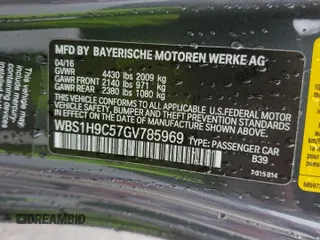 MFD BY BAYERISCHE MOTOREN WERKE AG
04/16
GVWR 4430 lbs 2009 kg
GAWR FRONT 2140 lbs 971 kg
GAWR REAR 2380 lbs 1080 kg
THIS VEHICLE CONFORMS TO ALL APPLICABLE U.S. FEDERAL MOTOR
VEHICLE SAFETY, BUMPER, AND THEFT PREVENTION STANDARDS
IN EFFECT ON THE DATE OF MANUFACTURE SHOWN ABOVE.
WBS1H9C57GV785969 TYPE: PASSENGER CAR
B39
7-315 814
DREAMBID